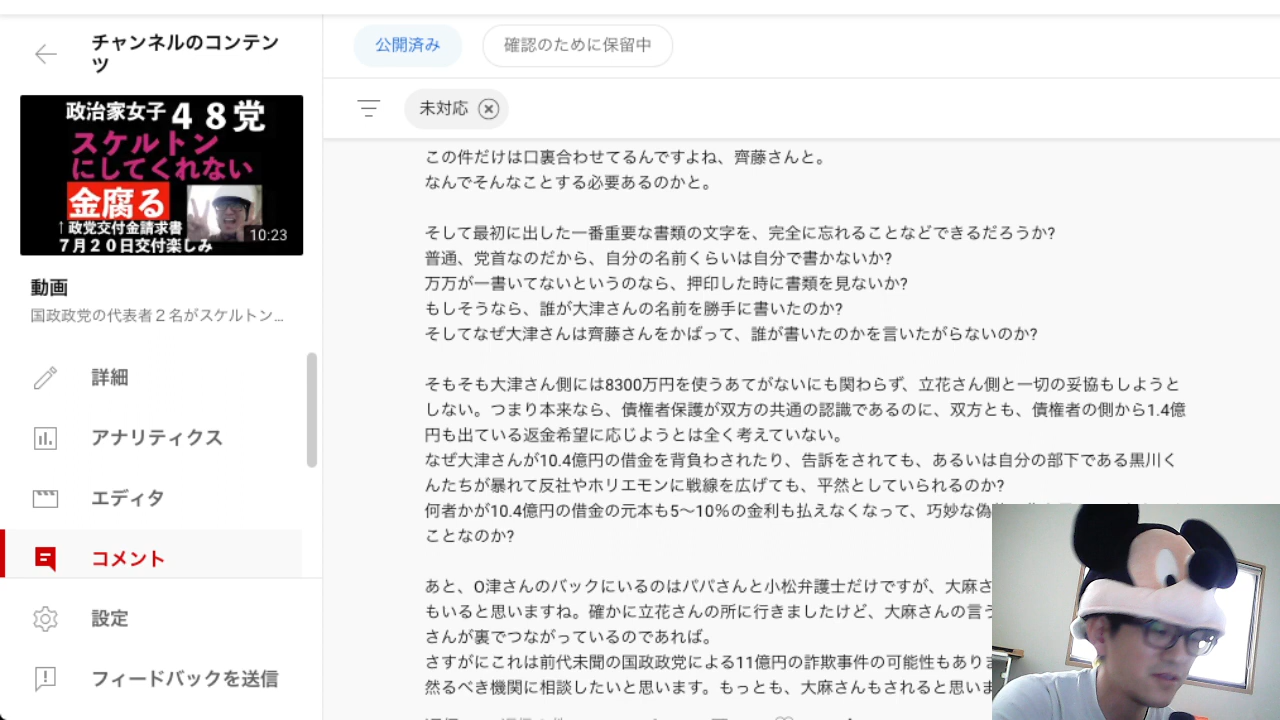 チャンネルのコンテン
ツ
政治家女子48党
スケルトン
にしてくれない
金腐る
↑政党交付金請求書
7月20日交付楽しみ
10:23
動画
国政政党の代表者２名がスケルトン…
詳細
アナリティクス
エディタ
コメント
設定
フィードバックを送信
公開済み
確認のために保留中
未対応
この件だけは口裏合わせてるんですよね、齊藤さんと。
なんでそんなことする必要あるのかと。
そして最初に出した一番重要な書類の文字を、完全に忘れることなどできるだろうか?
普通、党首なのだから、自分の名前くらいは自分で書かないか?
万万が一書いてないというのなら、押印した時に書類を見ないか?
もしそうなら、誰が大津さんの名前を勝手に書いたのか?
そしてなぜ大津さんは齊藤さんをかばって、誰が書いたのかを言いたがらないのか?
そもそも大津さん側には8300万円を使うあてがないにも関わらず、立花さん側と一切の妥協もしようと
しない。つまり本来なら、債権者保護が双方の共通の認識であるのに、双方とも、債権者の側から1.4億
円も出ている返金希望に応じようとは全く考えていない。
なぜ大津さんが10.4億円の借金を背負わされたり、告訴をされても、あるいは自分の部下である黒川く
んたちが暴れて反社やホリエモンに戦線を広げても、平然としていられるのか?
何者かが10.4億円の借金の元本も5〜10%の金利も払えなくなって、巧妙な偽
ことなのか?
あと、O津さんのバックにいるのはパパさんと小松弁護士だけですが、大麻さ
もいると思いますね。確かに立花さんの所に行きましたけど、大麻さんの言う
さんが裏でつながっているのであれば。
さすがにこれは前代未聞の国政政党による11億円の詐欺事件の可能性もありま
然るべき機関に相談したいと思います。もっとも、大麻さんもされると思いま